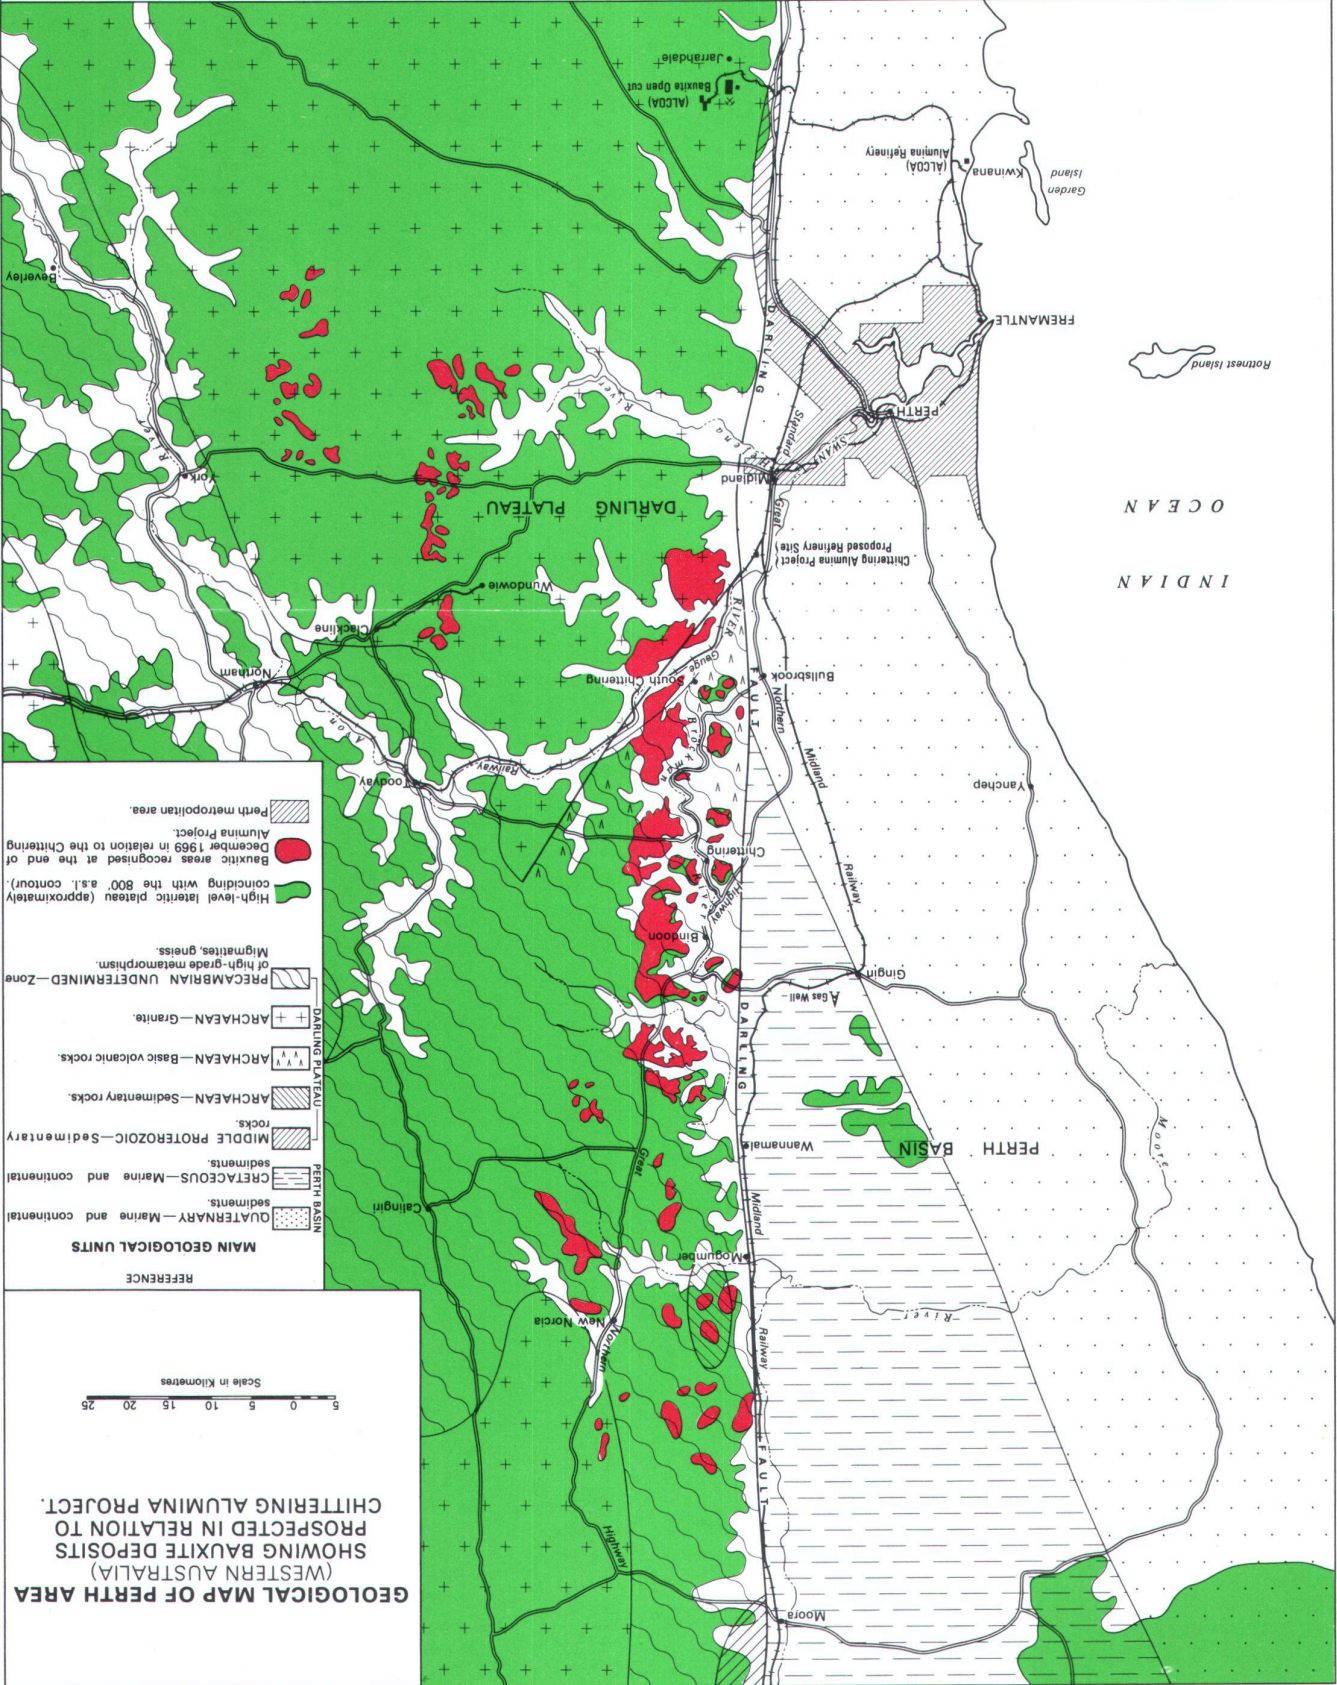 GEOLOGICAL MAP OF PERTH AREA
(WESTERN AUSTRALIA)
SHOWING BAUXITE DEPOSITS
PROSPECTED IN RELATION TO
CHITTERING ALUMINA PROJECT.
5 0 5 10 15 20 25
Scale in Kilometres
REFERENCE
MAIN GEOLOGICAL UNITS
PERTH BASIN
QUATERNARY—Marine and continental
sediments.
CRETACEOUS—Marine and continental
sediments.
DARLING PLATEAU
MIDDLE PROTEROZOIC—Sedimentary
rocks.
ARCHAEAN—Sedimentary rocks.
ARCHAEAN—Basic volcanic rocks.
ARCHAEAN—Granite.
PRECAMBRIAN UNDETERMINED—Zone
of high-grade metamorphism.
Migmatites, gneiss.
High-level lateritic plateau (approximately
coinciding with the 800' a.s.l. contour).
Bauxitic areas recognised at the end of
December 1969 in relation to the Chittering
Alumina Project.
Perth metropolitan area.
Moora
Highway
FAULT
Railway
Northern
New Norcia
River
Mogumber
Midland
Calingiri
Great
Moore
PERTH BASIN
Wannamal
DARLING
Gas Well
Gingin
Bindoon
Highway
River
Chittering
Railway
Midland
Yanchep
Toodyay
Railway
Avon
Brockman
Northern
FAULT
Bullsbrook
South Chittering
Gouge
RIVER
Northam
Clackline
Wundowie
INDIAN
OCEAN
Chittering Alumina Project
Proposed Refinery Site
DARLING PLATEAU
Great
Midland
York
River
SWAN
Standard
Helena
River
PERTH
Rottnest Island
FREMANTLE
DARLING
Beverley
Garden
Island
Kwinana
(ALCOA)
Alumina Refinery
(ALCOA)
Bauxite Open cut
Jarrahdale